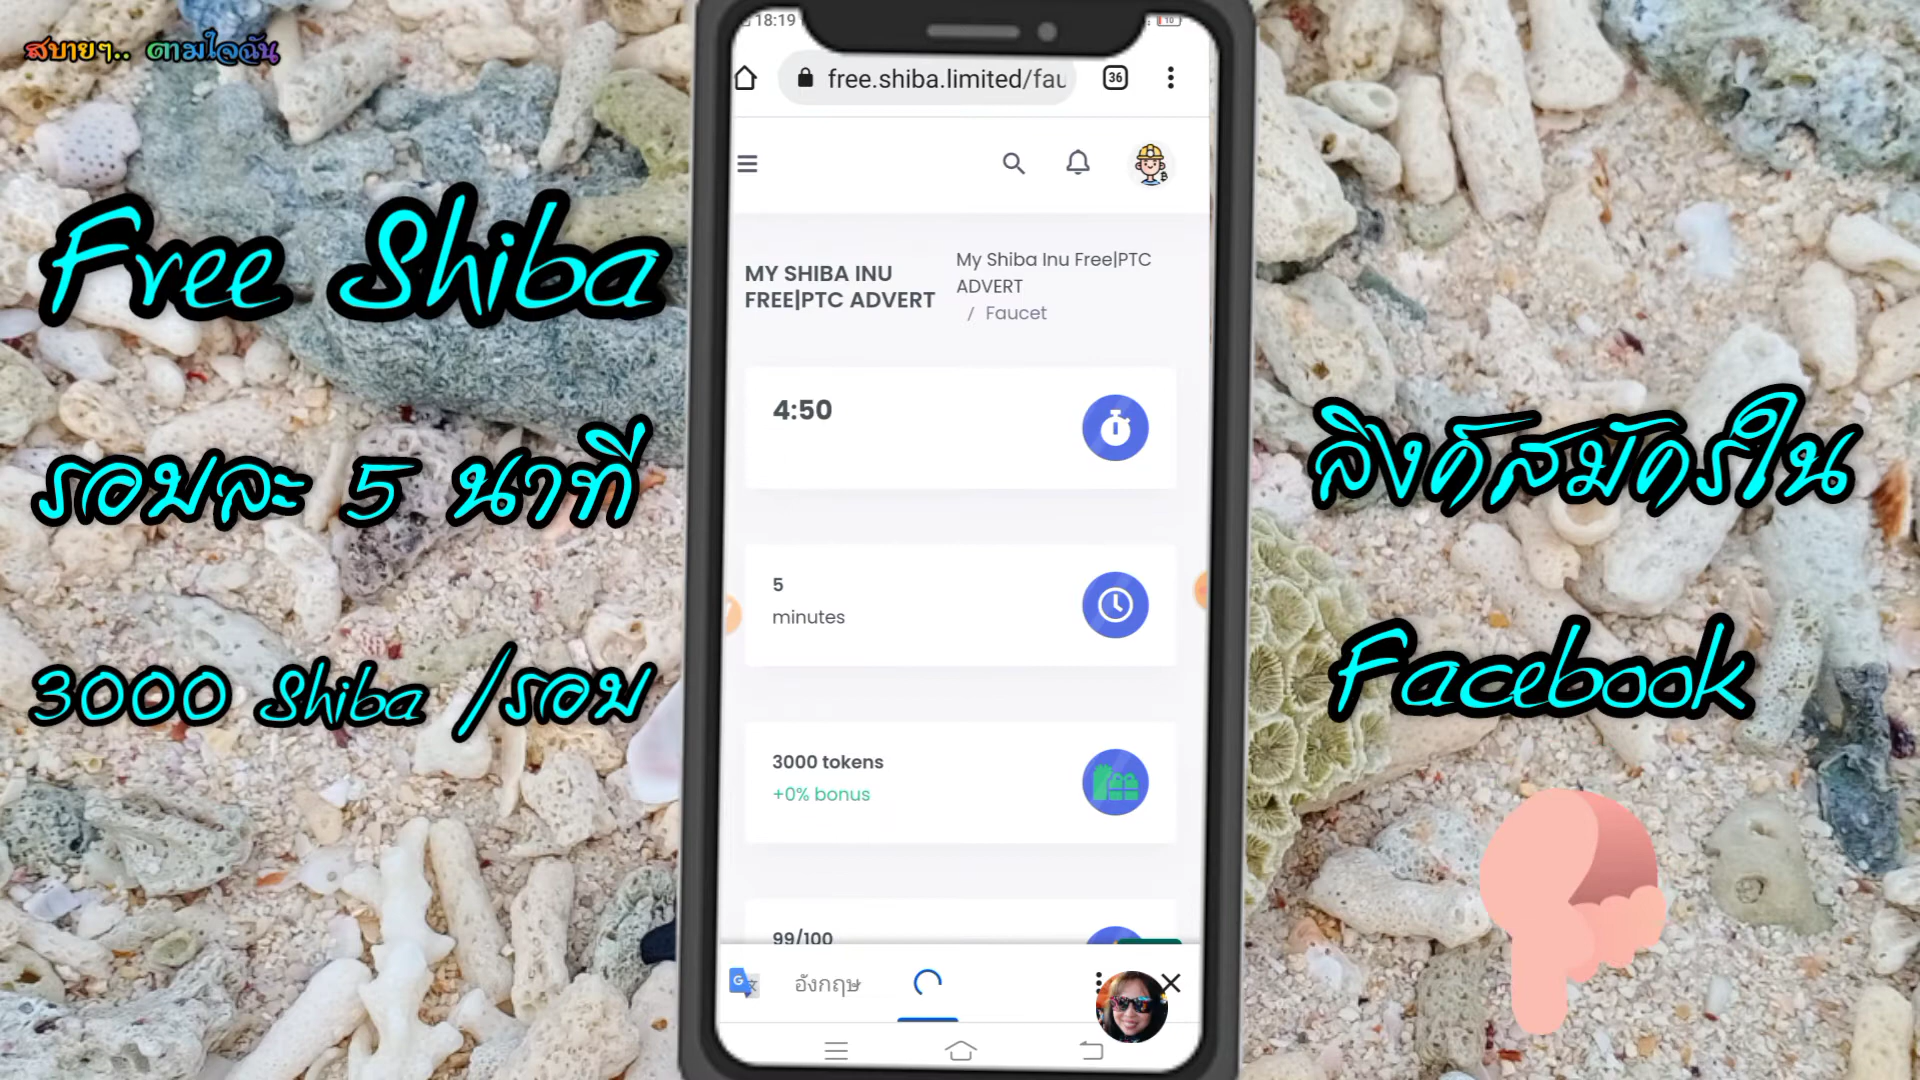 สบายๆ.. ตามใจฉัน
Free Shiba
รอบละ 5 นาที
3000 Shiba /รอบ
18:19
10
free.shiba.limited/fau
36
MY SHIBA INU
FREE|PTC ADVERT
My Shiba Inu Free|PTC
ADVERT
/ Faucet
4:50
5
minutes
3000 tokens
+0% bonus
99/100
G
อังกฤษ
ลิงค์สมัครใน
Facebook